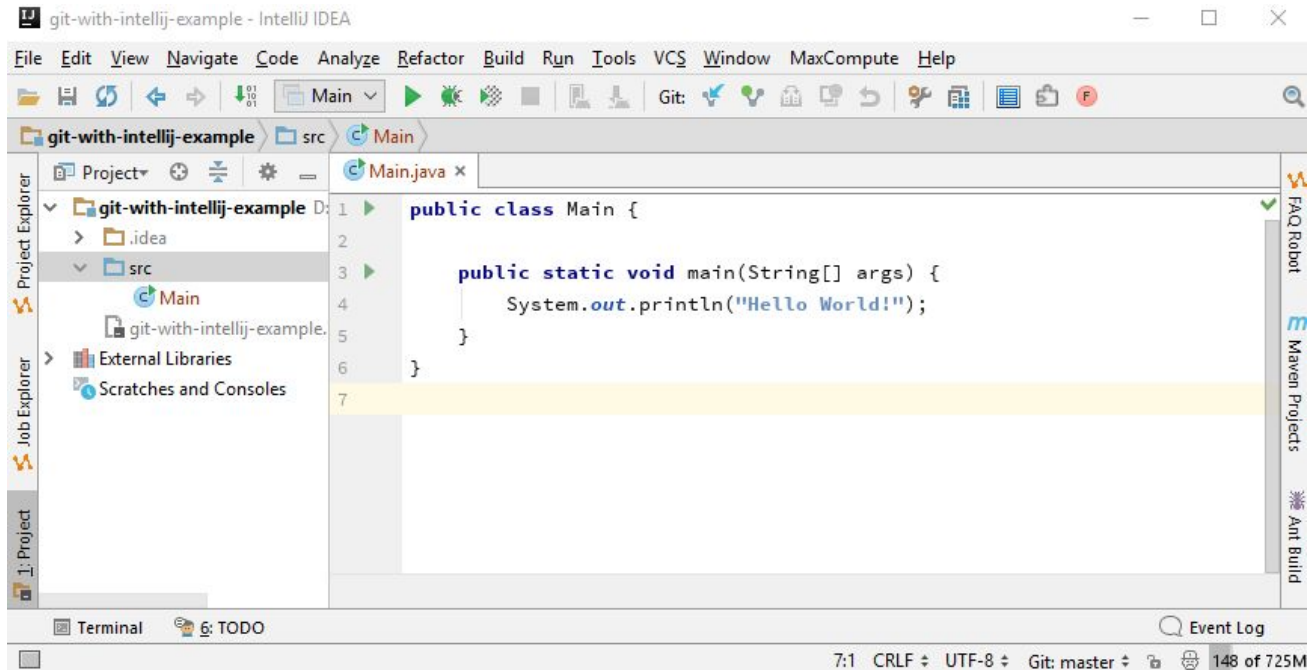 git-with-intellij-example - IntelliJ IDEA
File Edit View Navigate Code Analyze Refactor Build Run Tools VCS Window MaxCompute Help
Main Git: F
git-with-intellij-example src Main
Project
Main.java
git-with-intellij-example D:
.idea
src
Main
git-with-intellij-example.
External Libraries
Scratches and Consoles
1 public class Main {
2
3 public static void main(String[] args) {
4 System.out.println("Hello World!");
5 }
6 }
7
Project Explorer
Job Explorer
1: Project
FAQ Robot
Maven Projects
Ant Build
Terminal 6: TODO Event Log
7:1 CRLF UTF-8 Git: master 148 of 725M